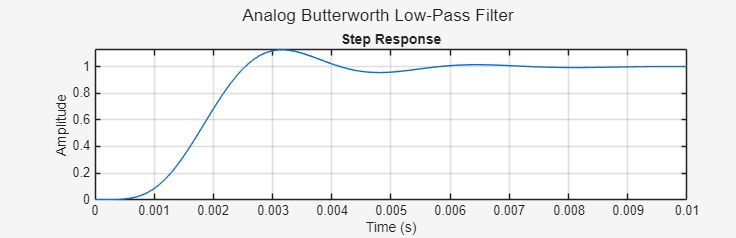 Analog Butterworth Low-Pass Filter
Step Response
1
0.8
0.6
0.4
0.2
0
Amplitude
0 0.001 0.002 0.003 0.004 0.005 0.006 0.007 0.008 0.009 0.01
Time (s)